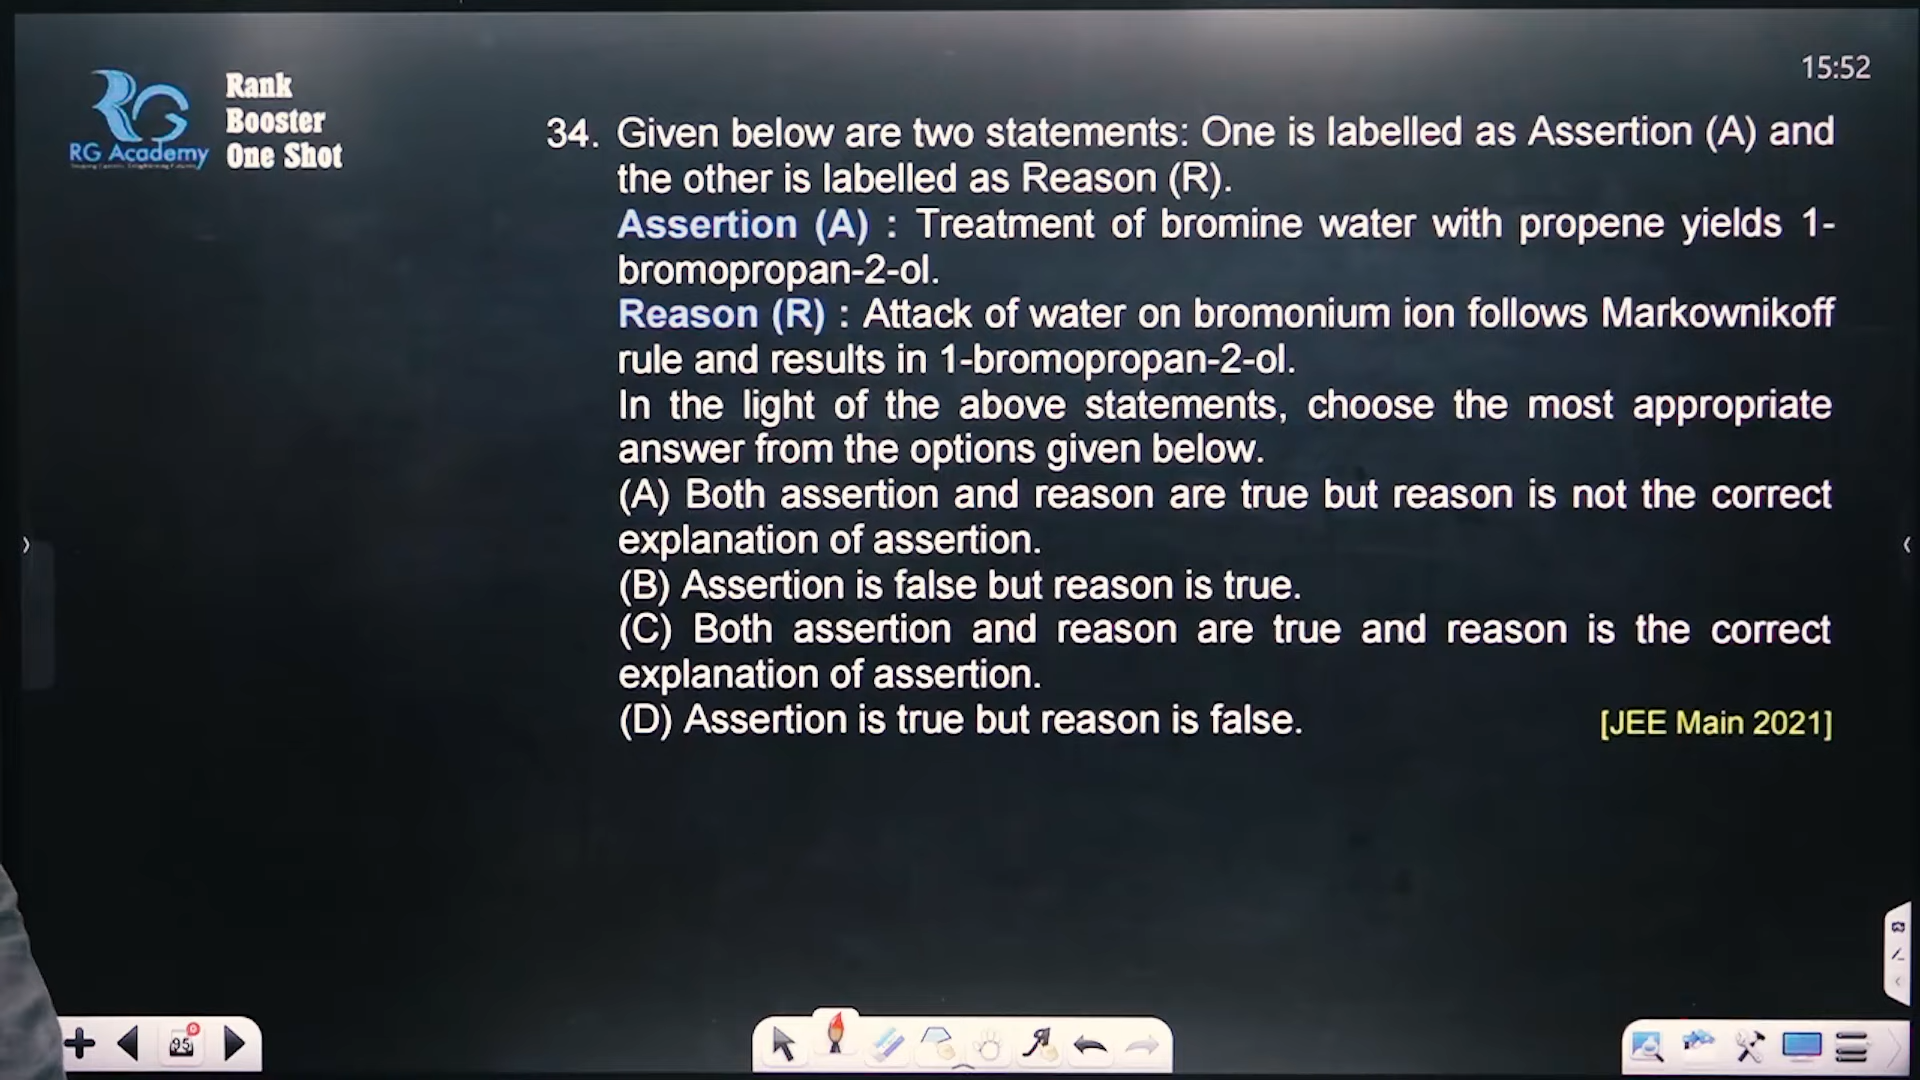 15:52
RG Academy
Rank
Booster
One Shot
34. Given below are two statements: One is labelled as Assertion (A) and
the other is labelled as Reason (R).
Assertion (A) : Treatment of bromine water with propene yields 1-
bromopropan-2-ol.
Reason (R) : Attack of water on bromonium ion follows Markownikoff
rule and results in 1-bromopropan-2-ol.
In the light of the above statements, choose the most appropriate
answer from the options given below.
(A) Both assertion and reason are true but reason is not the correct
explanation of assertion.
(B) Assertion is false but reason is true.
(C) Both assertion and reason are true and reason is the correct
explanation of assertion.
(D) Assertion is true but reason is false. [JEE Main 2021]
95